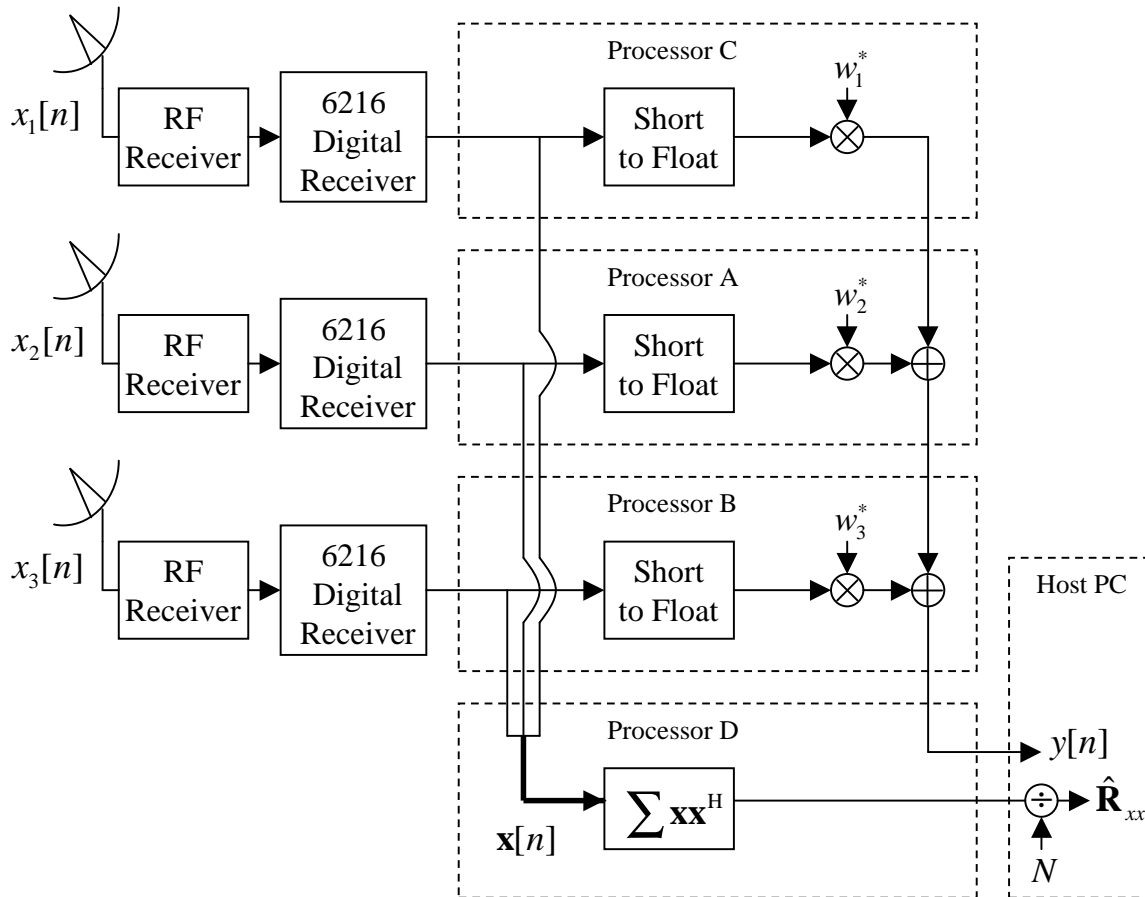 Processor C
w₁*
x₁[n]
RF
Receiver
6216
Digital
Receiver
Short
to Float
Processor A
w₂*
x₂[n]
RF
Receiver
6216
Digital
Receiver
Short
to Float
Processor B
w₃*
x₃[n]
RF
Receiver
6216
Digital
Receiver
Short
to Float
Host PC
Processor D
y[n]
∑ xxᴴ
÷
R̂ₓₓ
x[n]
N